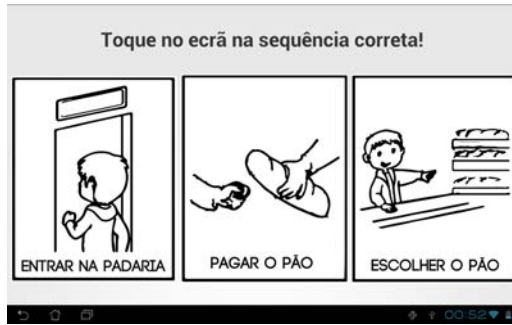 Toque no ecrã na sequência correta!
ENTRAR NA PADARIA
PAGAR O PÃO
ESCOLHER O PÃO
00:52